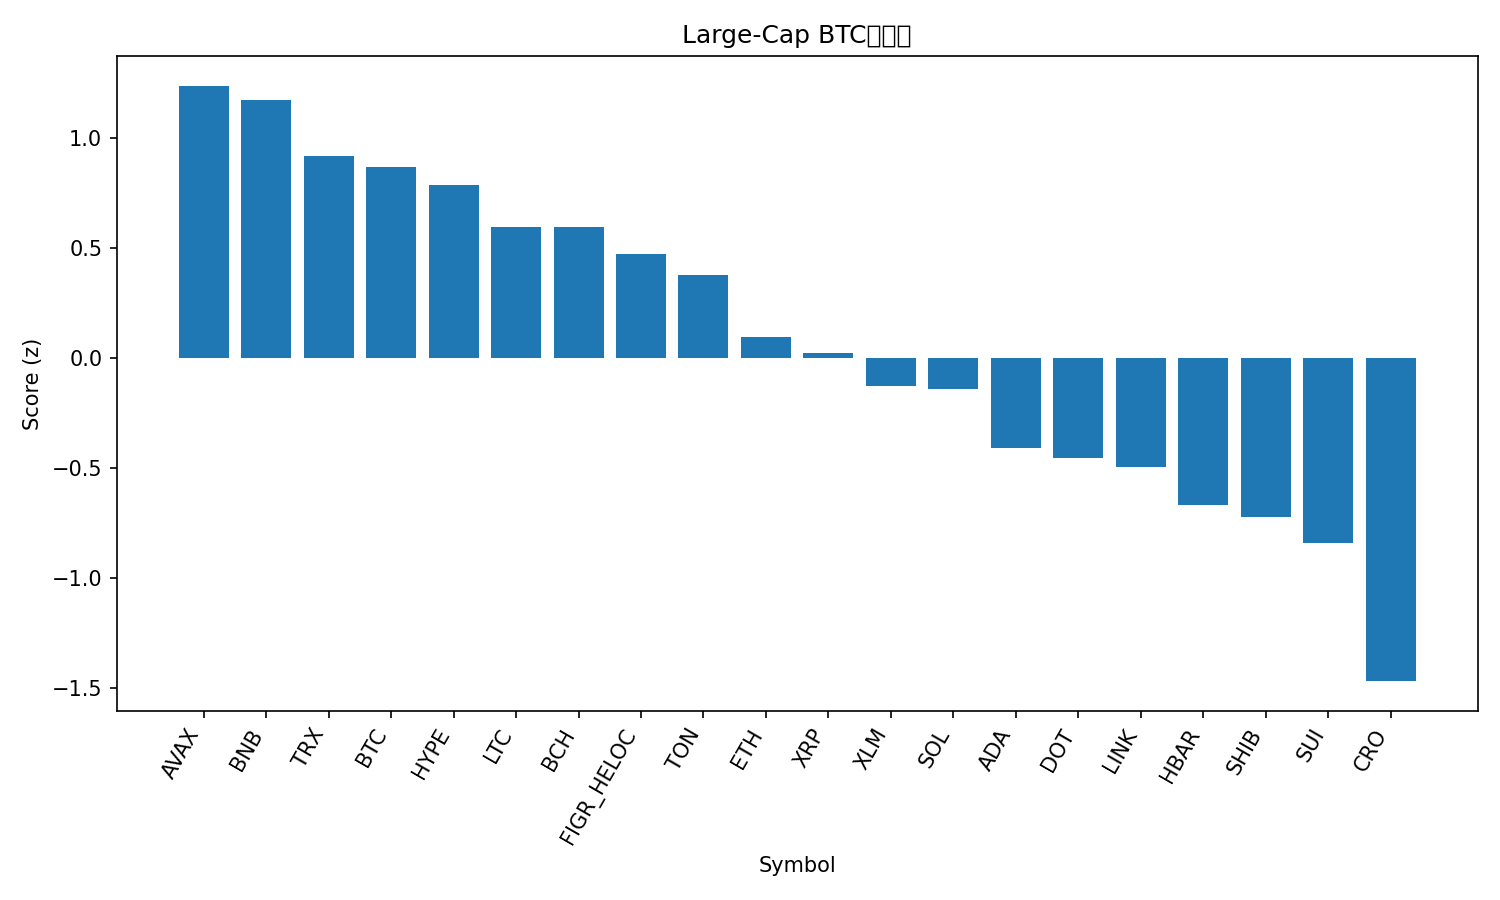 Large-Cap BTC
Score (z)
1.0
0.5
0.0
−0.5
−1.0
−1.5
AVAX
BNB
TRX
BTC
HYPE
LTC
BCH
FIGR_HELOC
TON
ETH
XRP
XLM
SOL
ADA
DOT
LINK
HBAR
SHIB
SUI
CRO
Symbol